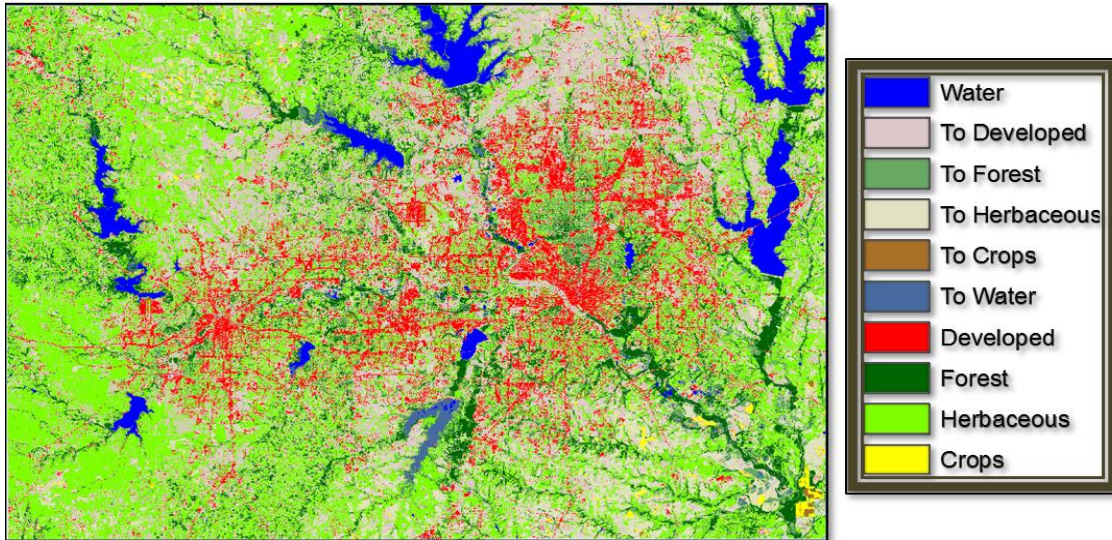 Water
To Developed
To Forest
To Herbaceous
To Crops
To Water
Developed
Forest
Herbaceous
Crops